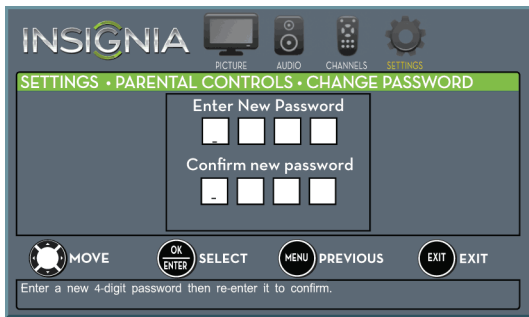 INSIGNIA
PICTURE AUDIO CHANNELS SETTINGS
SETTINGS • PARENTAL CONTROLS • CHANGE PASSWORD
Enter New Password
_
Confirm new password
_
MOVE OK ENTER SELECT MENU PREVIOUS EXIT EXIT
Enter a new 4-digit password then re-enter it to confirm.